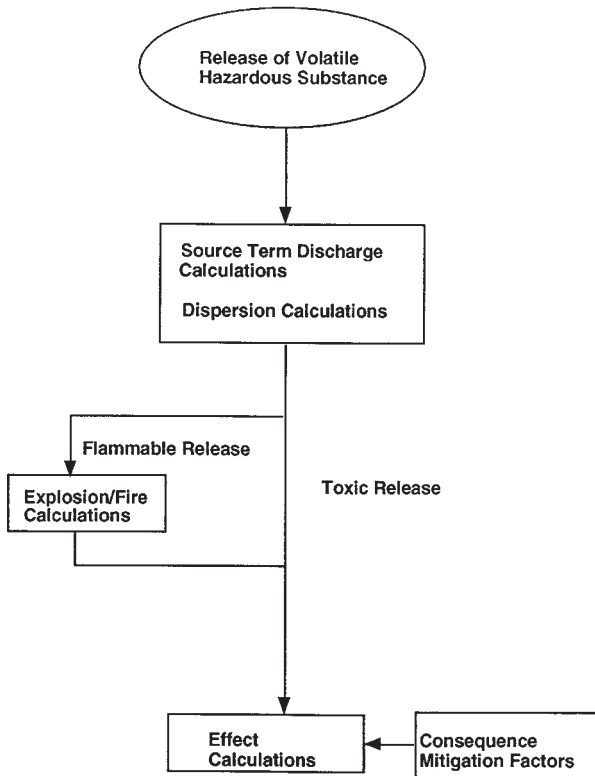 Release of Volatile
Hazardous Substance
Source Term Discharge
Calculations
Dispersion Calculations
Flammable Release
Toxic Release
Explosion/Fire
Calculations
Effect
Calculations
Consequence
Mitigation Factors